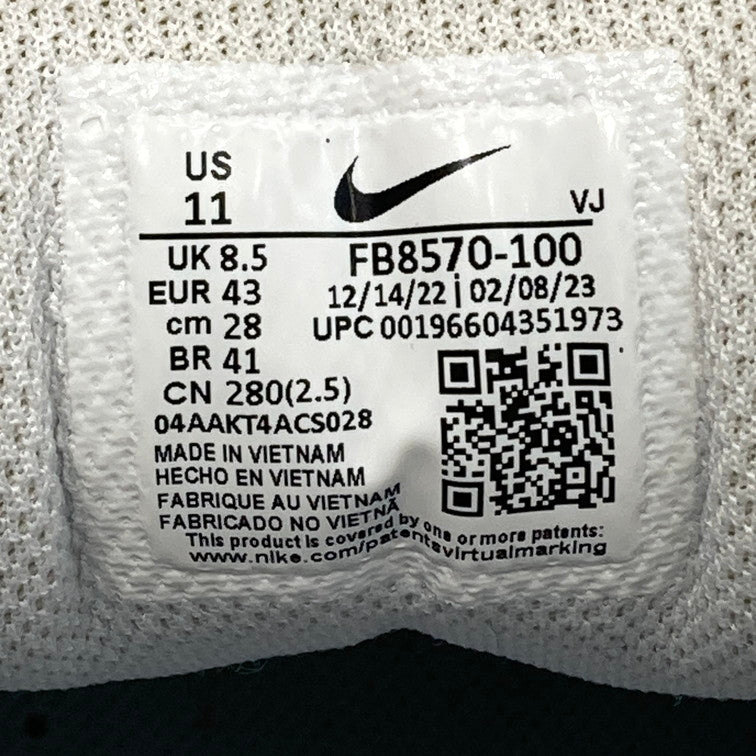 US
11
VJ
UK 8.5
FB8570-100
EUR 43
12/14/22 | 02/08/23
cm 28
UPC 00196604351973
BR 41
CN 280(2.5)
04AAKT4ACS028
MADE IN VIETNAM
HECHO EN VIETNAM
FABRIQUE AU VIETNAM
FABRICADO NO VIETNÃ
This product is covered by one or more patents:
www.nike.com/patentsvirtualmarking